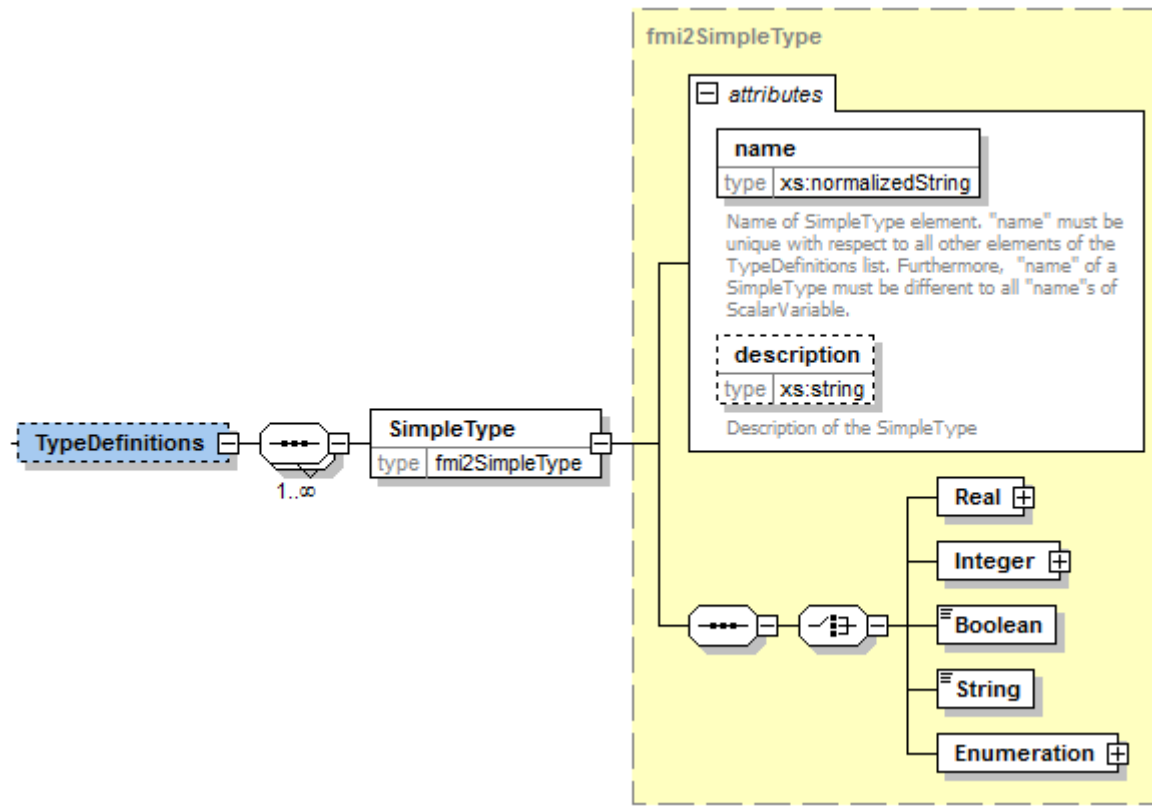 fmi2SimpleType
attributes
name
type xs:normalizedString
Name of SimpleType element. "name" must be
unique with respect to all other elements of the
TypeDefinitions list. Furthermore, "name" of a
SimpleType must be different to all "name"s of
ScalarVariable.
description
type xs:string
Description of the SimpleType
TypeDefinitions
1..∞
SimpleType
type fmi2SimpleType
Real
Integer
Boolean
String
Enumeration